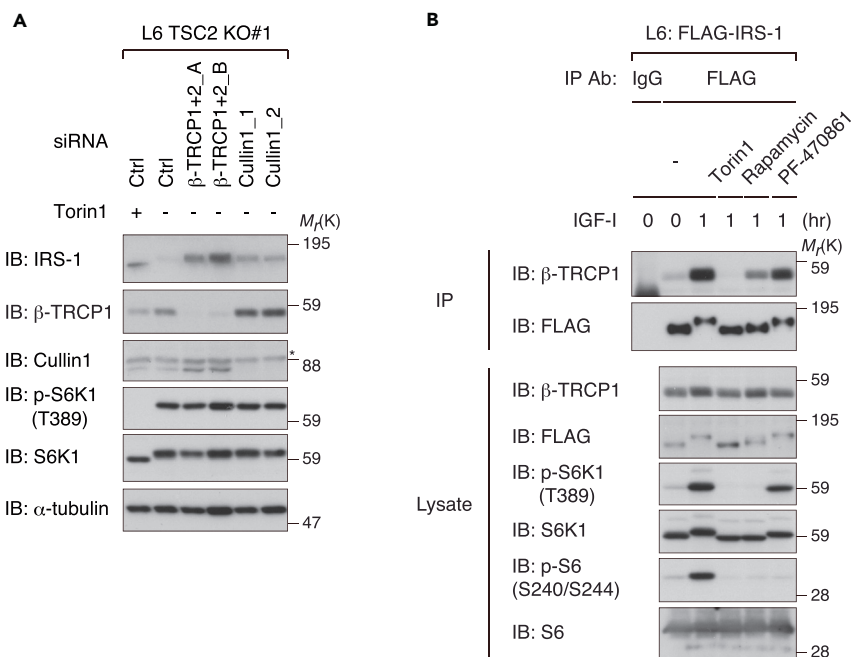 A
L6 TSC2 KO#1
siRNA
Ctrl
Ctrl
β-TRCP1+2_A
β-TRCP1+2_B
Cullin1_1
Cullin1_2
Torin1 + - - - - -
Mr(K)
IB: IRS-1 195
IB: β-TRCP1 59
IB: Cullin1 * 88
IB: p-S6K1
(T389) 59
IB: S6K1 59
IB: α-tubulin
47
B
L6: FLAG-IRS-1
IP Ab: IgG FLAG
-
Torin1
Rapamycin
PF-470861
IGF-I 0 0 1 1 1 1 (hr)
Mr(K)
IP
IB: β-TRCP1 59
IB: FLAG 195
Lysate
IB: β-TRCP1 59
IB: FLAG 195
IB: p-S6K1
(T389) 59
IB: S6K1 59
IB: p-S6
(S240/S244) 28
IB: S6
28